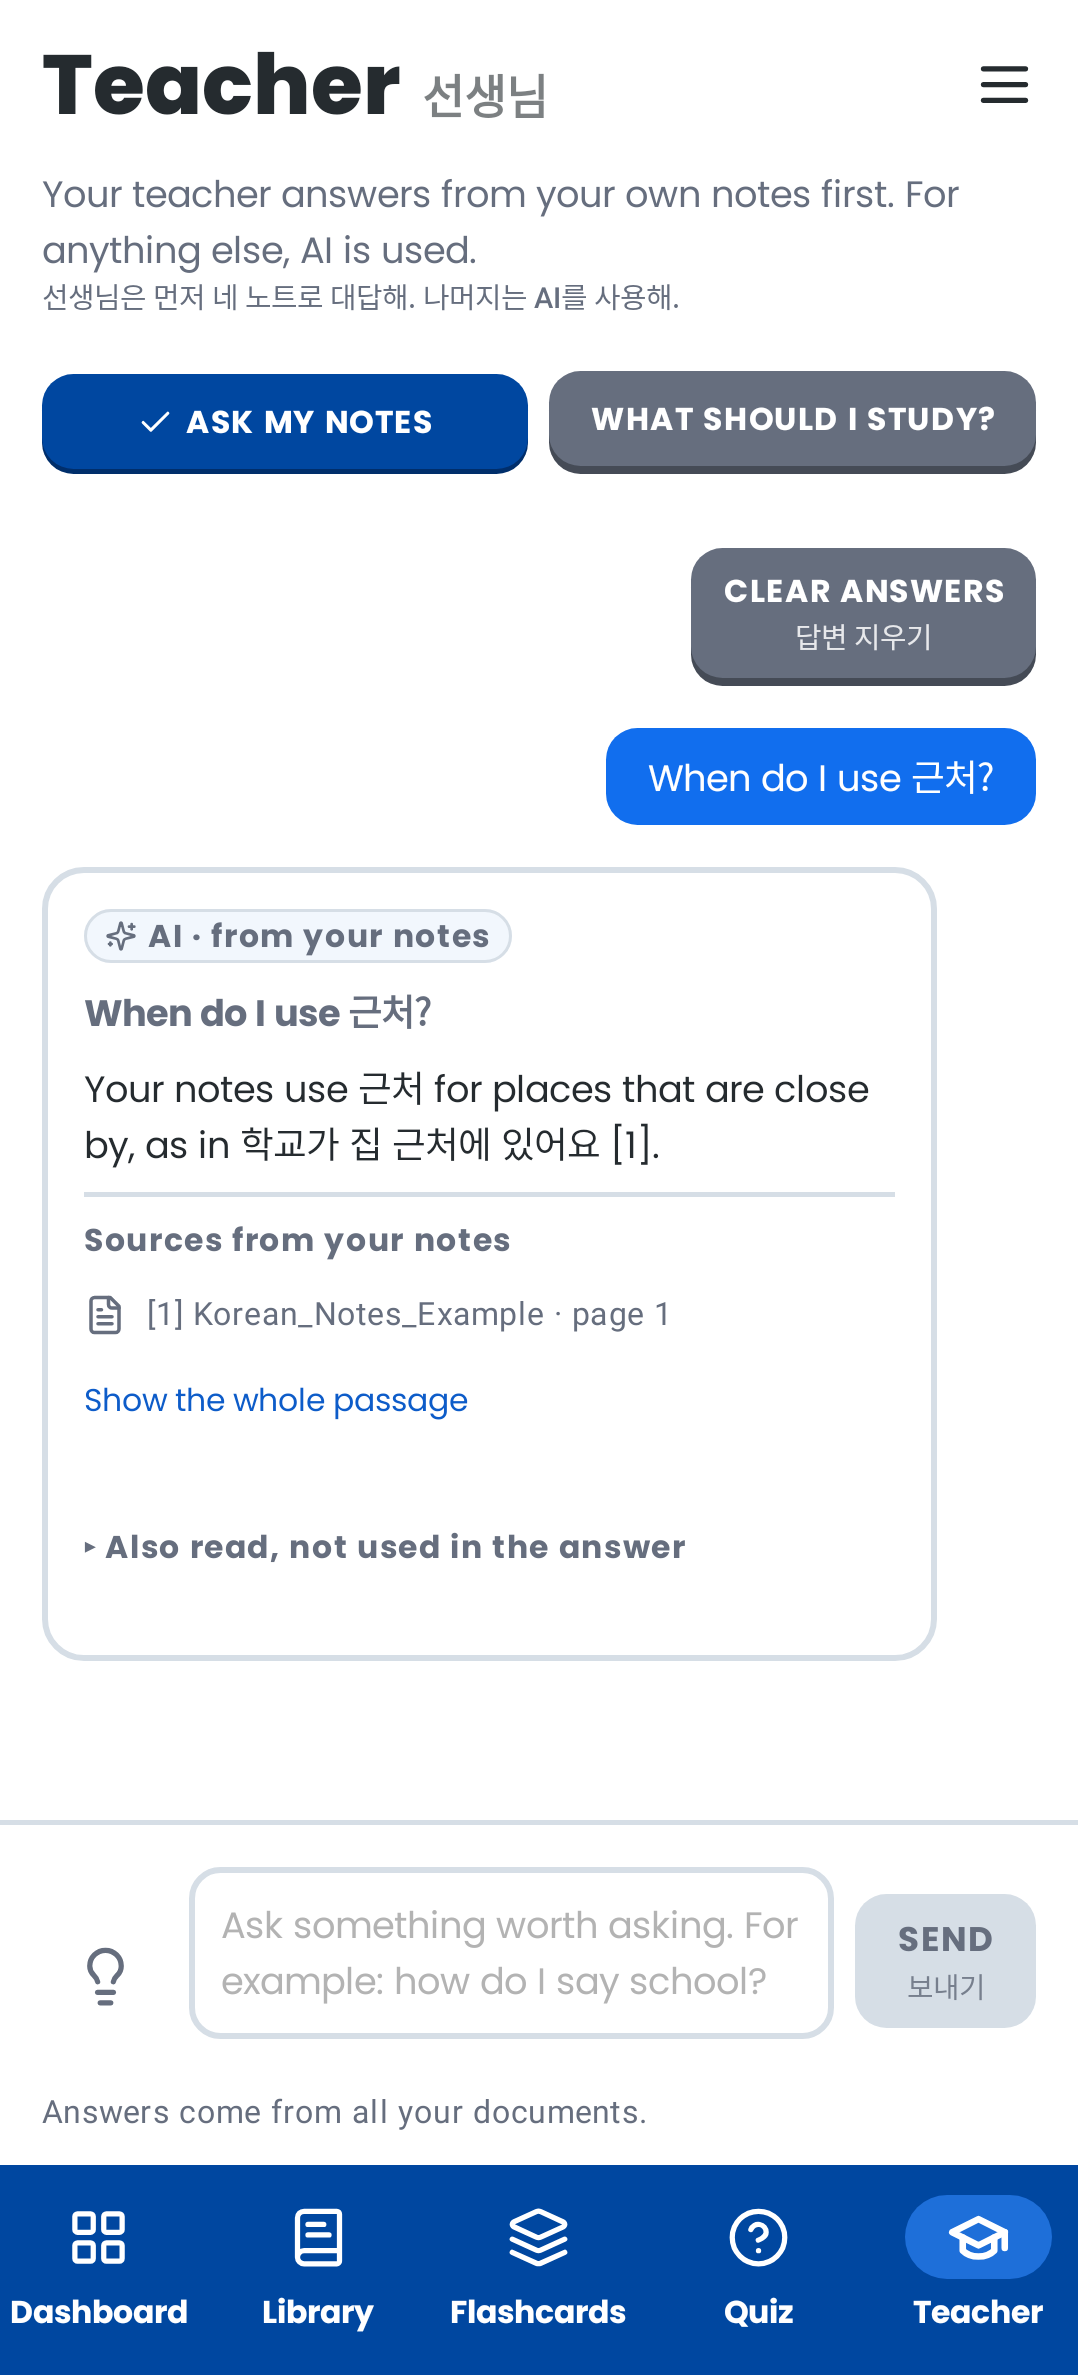 Teacher 선생님
Your teacher answers from your own notes first. For
anything else, AI is used.
선생님은 먼저 네 노트로 대답해. 나머지는 AI를 사용해.
ASK MY NOTES
WHAT SHOULD I STUDY?
CLEAR ANSWERS
답변 지우기
When do I use 근처?
AI · from your notes
When do I use 근처?
Your notes use 근처 for places that are close
by, as in 학교가 집 근처에 있어요 [1].
Sources from your notes
[1] Korean_Notes_Example · page 1
Show the whole passage
▸ Also read, not used in the answer
Ask something worth asking. For
example: how do I say school?
SEND
보내기
Answers come from all your documents.
Dashboard
Library
Flashcards
Quiz
Teacher